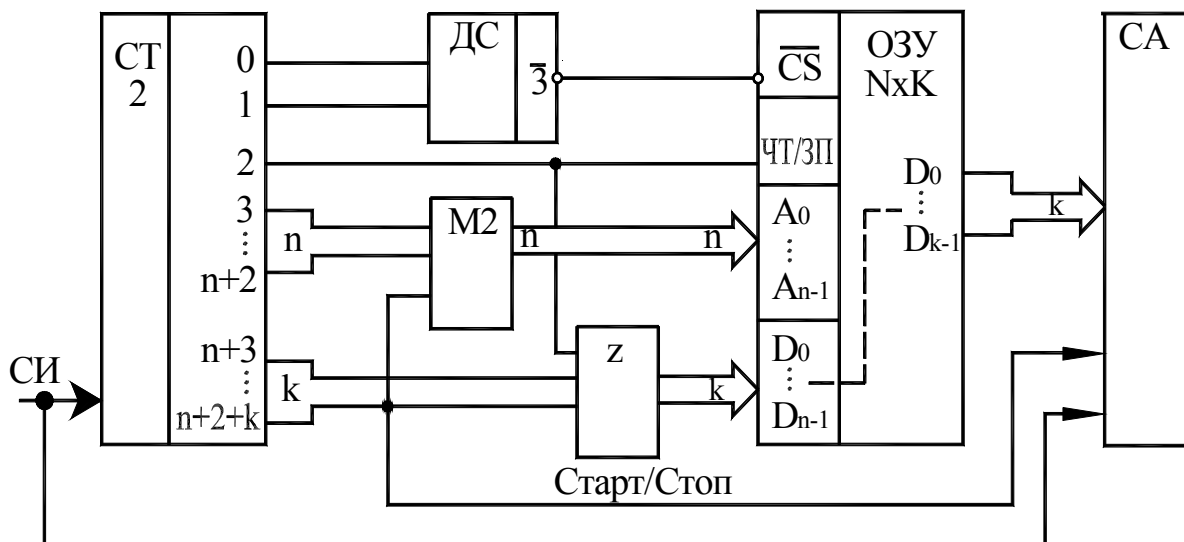 СТ
2
0
1
2
3
n+2
n+3
n+2+k
n
k
СИ
ДС
3̅
М2
n
n
z
k
Старт/Стоп
C̅S̅
ЧТ/ЗП
A0
An-1
D0
Dn-1
ОЗУ
NxK
D0
Dk-1
k
СА